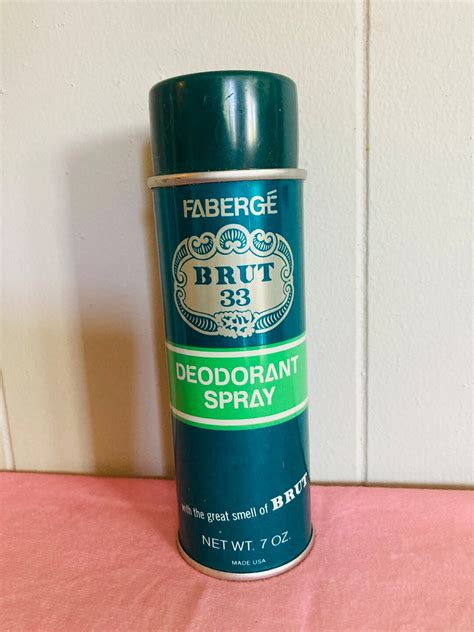 FABERGÉ
BRUT
33
DEODORANT
SPRAY
with the great smell of BRUT
NET WT. 7 OZ.
MADE USA